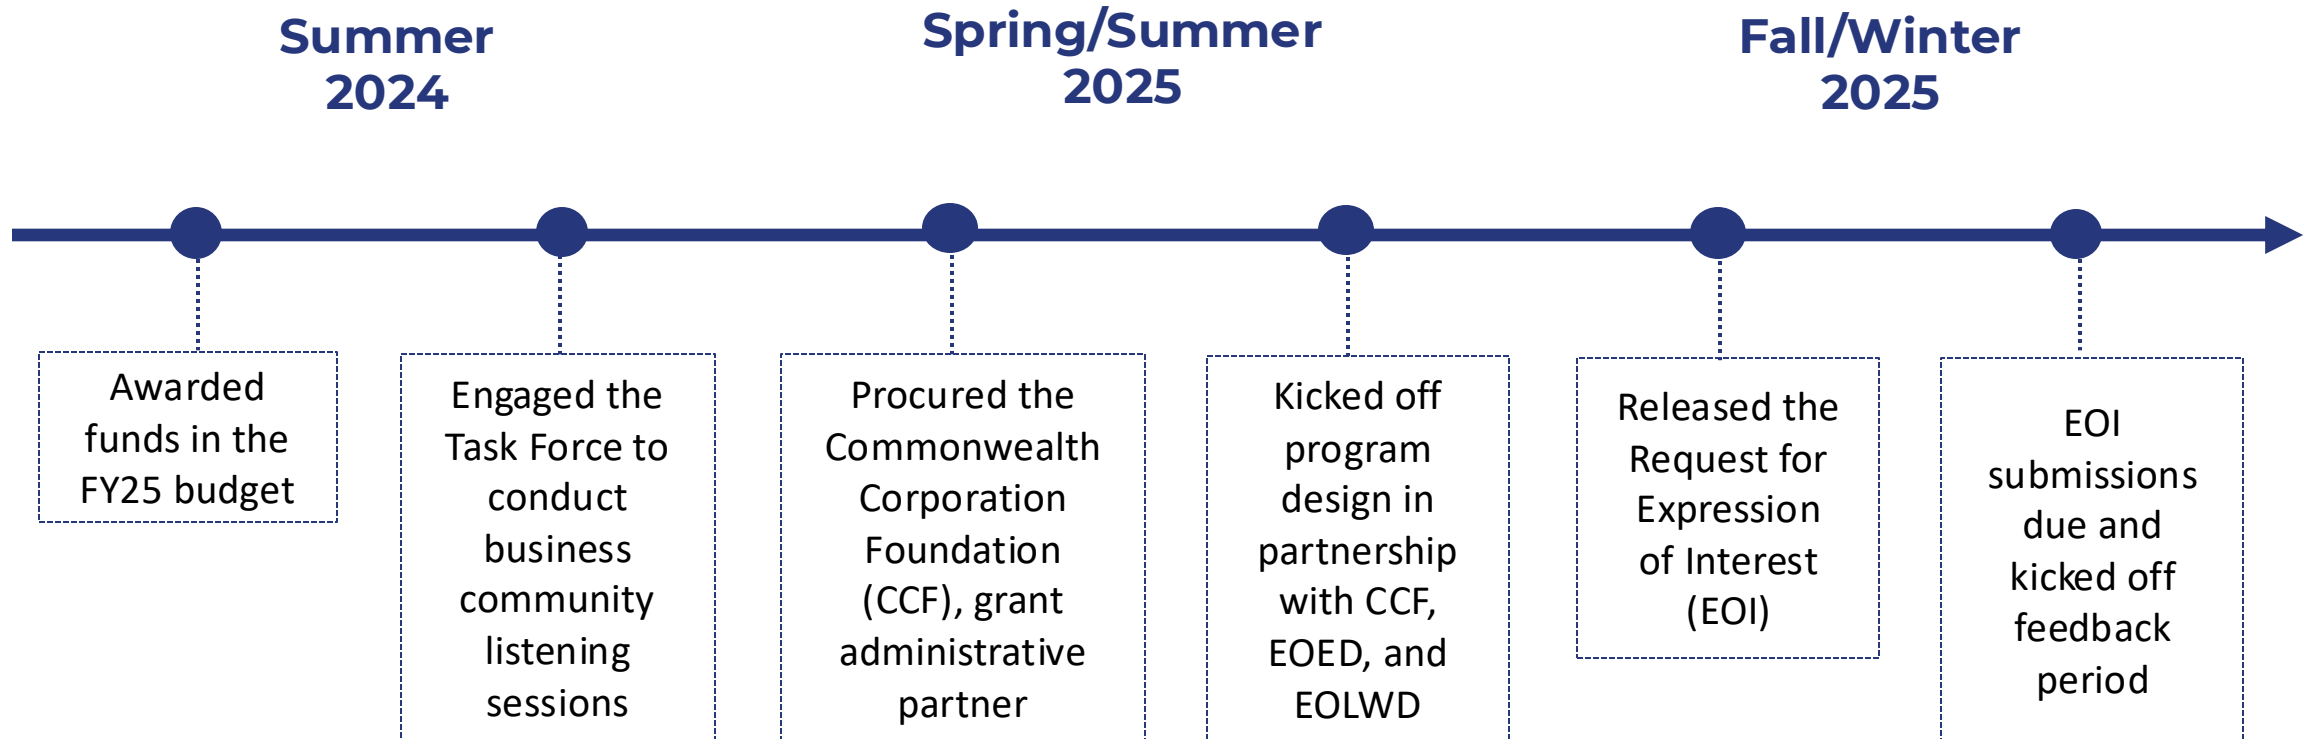 Summer
2024
Spring/Summer
2025
Fall/Winter
2025
Awarded
funds in the
FY25 budget
Engaged the
Task Force to
conduct
business
community
listening
sessions
Procured the
Commonwealth
Corporation
Foundation
(CCF), grant
administrative
partner
Kicked off
program
design in
partnership
with CCF,
EOED, and
EOLWD
Released the
Request for
Expression
of Interest
(EOI)
EOI
submissions
due and
kicked off
feedback
period